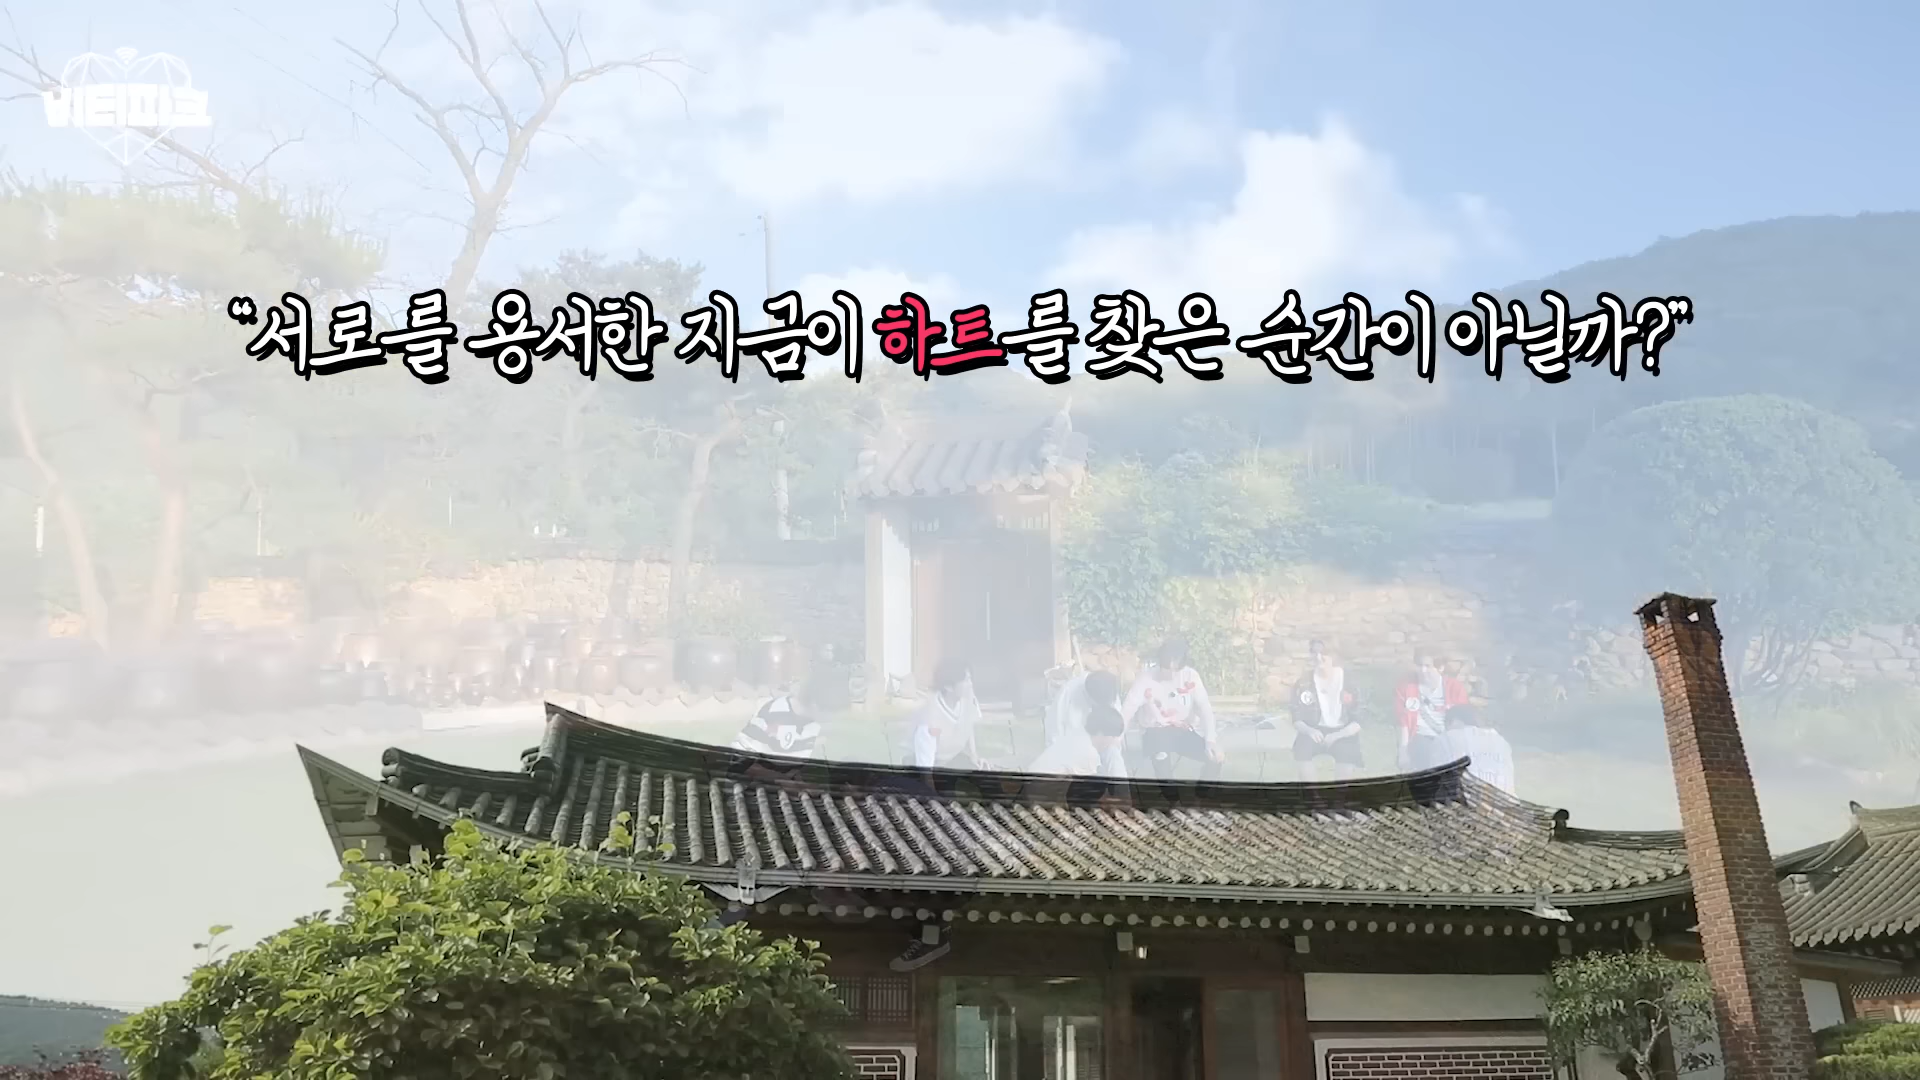 비티피크
“서로를 용서한 지금이 하트를 찾은 순간이 아닐까?”